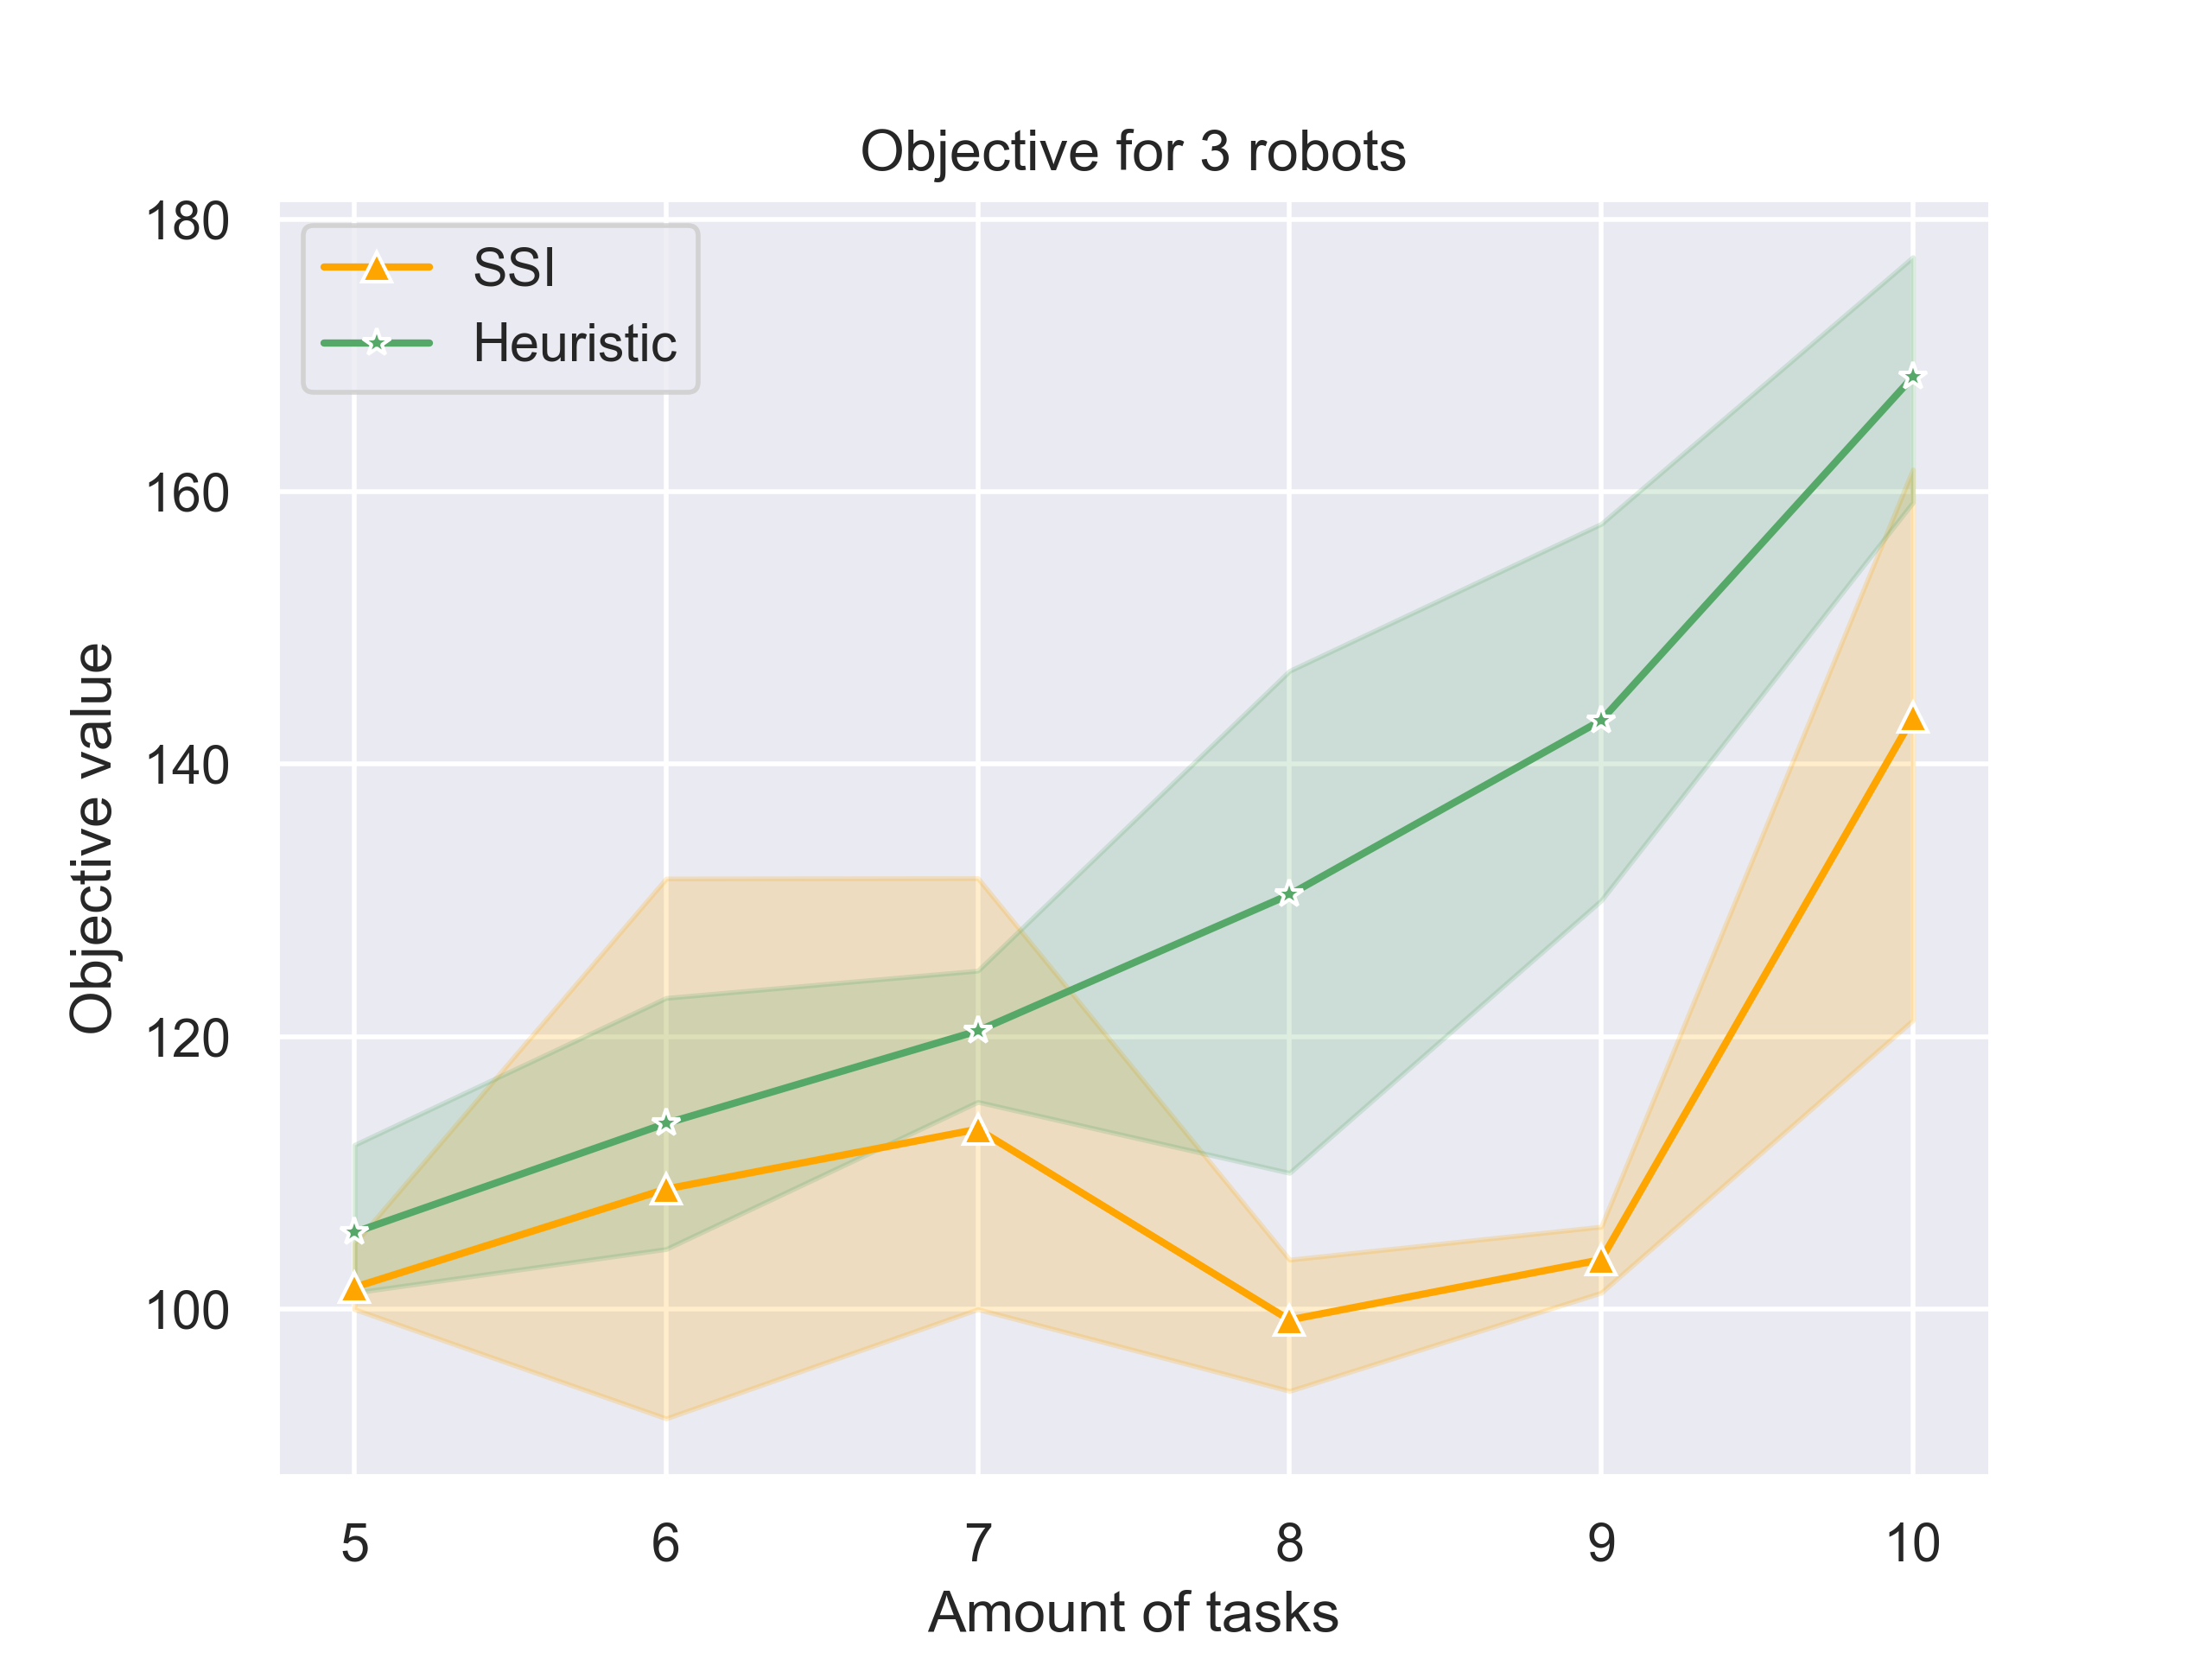 Objective for 3 robots
180
160
140
120
100
Objective value
SSI
Heuristic
5 6 7 8 9 10
Amount of tasks